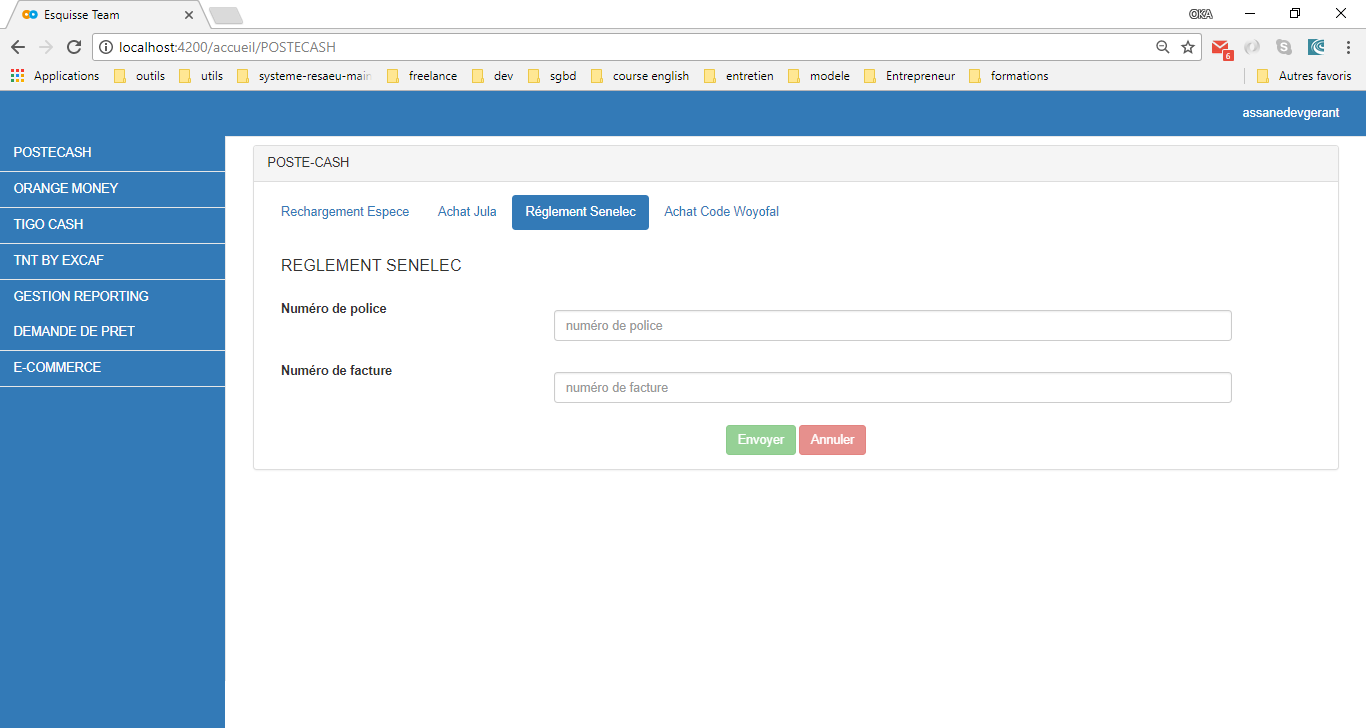 Esquisse Team
OKA
localhost:4200/accueil/POSTECASH
6
Applications outils utils systeme-resaeu-main freelance dev sgbd course english entretien modele Entrepreneur formations Autres favoris
assanedevgerant
POSTECASH
ORANGE MONEY
TIGO CASH
TNT BY EXCAF
GESTION REPORTING
DEMANDE DE PRET
E-COMMERCE
POSTE-CASH
Rechargement Espece Achat Jula Réglement Senelec Achat Code Woyofal
REGLEMENT SENELEC
Numéro de police
numéro de police
Numéro de facture
numéro de facture
Envoyer Annuler